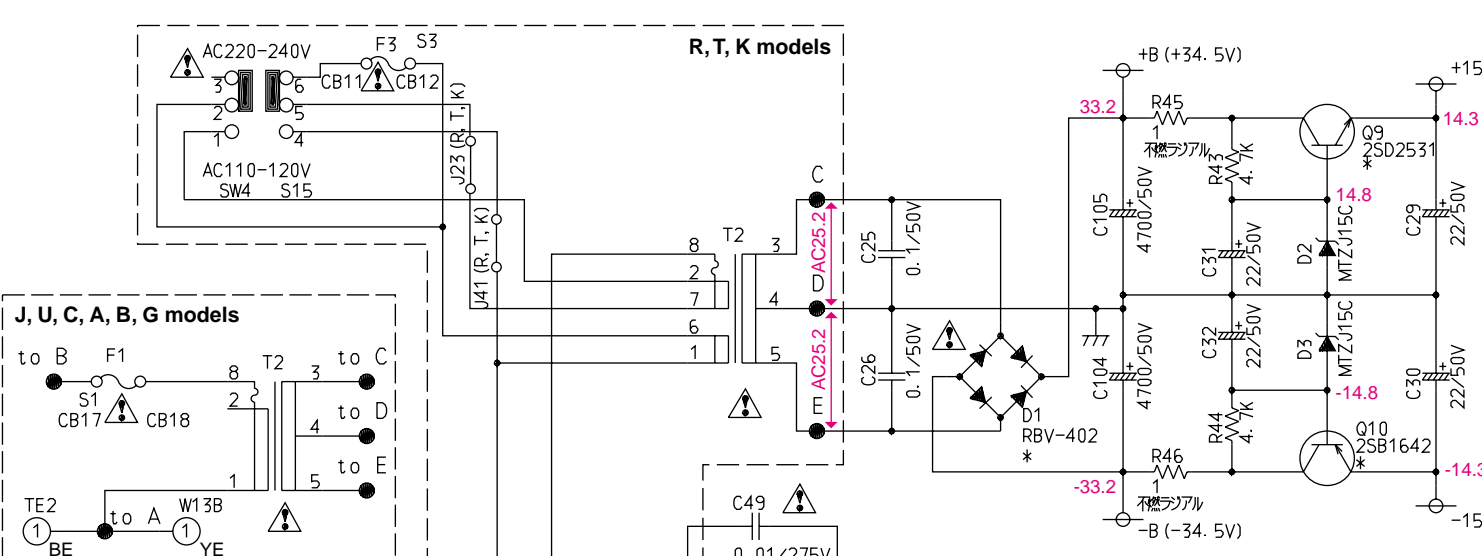 R, T, K models
AC220-240V
F3
S3
CB11
CB12
3
6
2
5
1
4
AC110-120V
SW4
S15
J23 (R, T, K)
J41 (R, T, K)
T2
8
2
7
6
1
3
4
5
C
D
E
AC25.2
AC25.2
C25
0.1/50V
C26
0.1/50V
D1
RBV-402
*
+B (+34.5V)
33.2
R45
1
不燃ラジアル
R43
4.7K
Q9
2SD2531
*
+15
14.3
14.8
C105
4700/50V
C31
22/50V
D2
MTZJ15C
C29
22/50V
C104
4700/50V
C32
22/50V
D3
MTZJ15C
C30
22/50V
-14.8
R44
4.7K
Q10
2SB1642
*
R46
1
不燃ラジアル
-33.2
-B (-34.5V)
-14.3
-15
J, U, C, A, B, G models
to B
F1
S1
CB17
CB18
T2
8
2
1
3
4
5
to C
to D
to E
TE2
1
BE
to A
W13B
1
YE
C49
0.01/275V